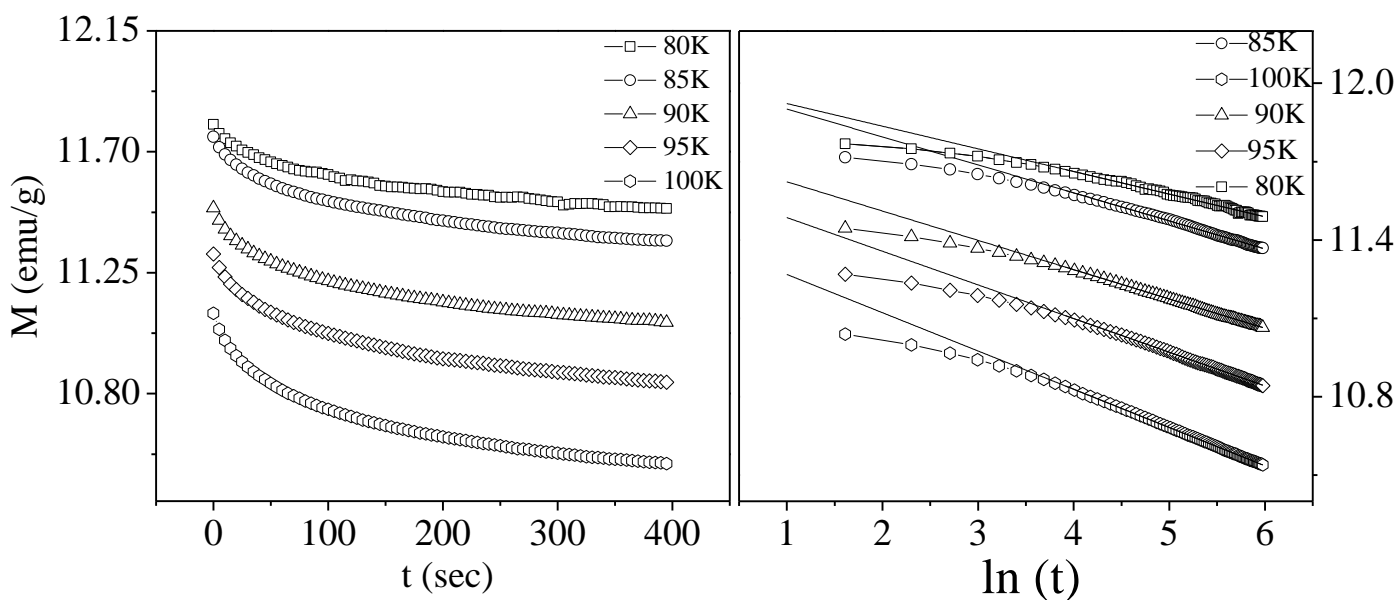 12.15
11.70
11.25
10.80
M (emu/g)
80K
85K
90K
95K
100K
0 100 200 300 400
t (sec)
85K
100K
90K
95K
80K
12.0
11.4
10.8
1 2 3 4 5 6
ln (t)